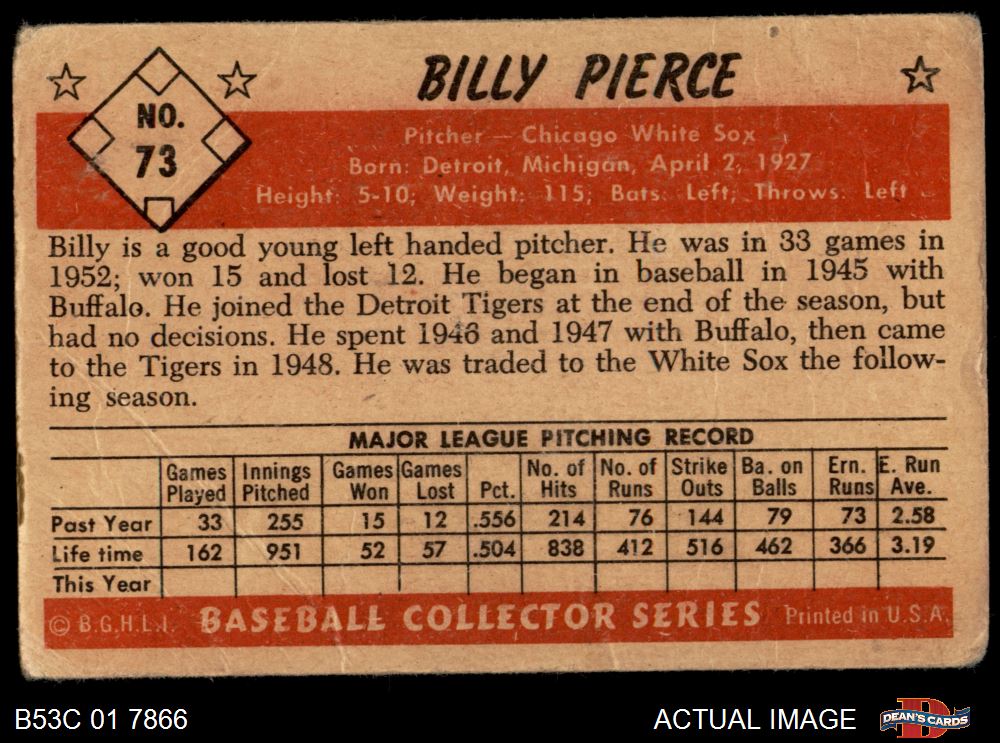 BILLY PIERCE
NO.
73
Pitcher — Chicago White Sox
Born: Detroit, Michigan, April 2, 1927
Height: 5-10; Weight: 115; Bats: Left; Throws: Left
Billy is a good young left handed pitcher. He was in 33 games in
1952; won 15 and lost 12. He began in baseball in 1945 with
Buffalo. He joined the Detroit Tigers at the end of the season, but
had no decisions. He spent 1946 and 1947 with Buffalo, then came
to the Tigers in 1948. He was traded to the White Sox the follow-
ing season.
MAJOR LEAGUE PITCHING RECORD
Games Played Innings Pitched Games Won Games Lost Pct. No. of Hits No. of Runs Strike Outs Ba. on Balls Ern. Runs E. Run Ave.
Past Year 33 255 15 12 .556 214 76 144 79 73 2.58
Life time 162 951 52 57 .504 838 412 516 462 366 3.19
This Year
© B.G.H.L.I. BASEBALL COLLECTOR SERIES Printed in U.S.A.
B53C 01 7866 ACTUAL IMAGE DEAN'S CARDS